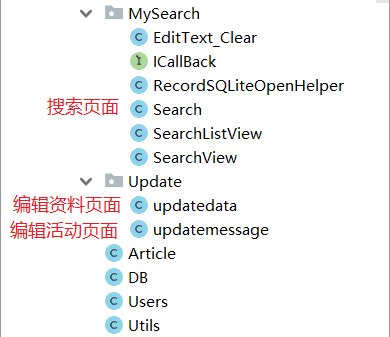 MySearch
EditText_Clear
ICallBack
RecordSQLiteOpenHelper
搜索页面 Search
SearchListView
SearchView
Update
编辑资料页面 updatedata
编辑活动页面 updatemessage
Article
DB
Users
Utils